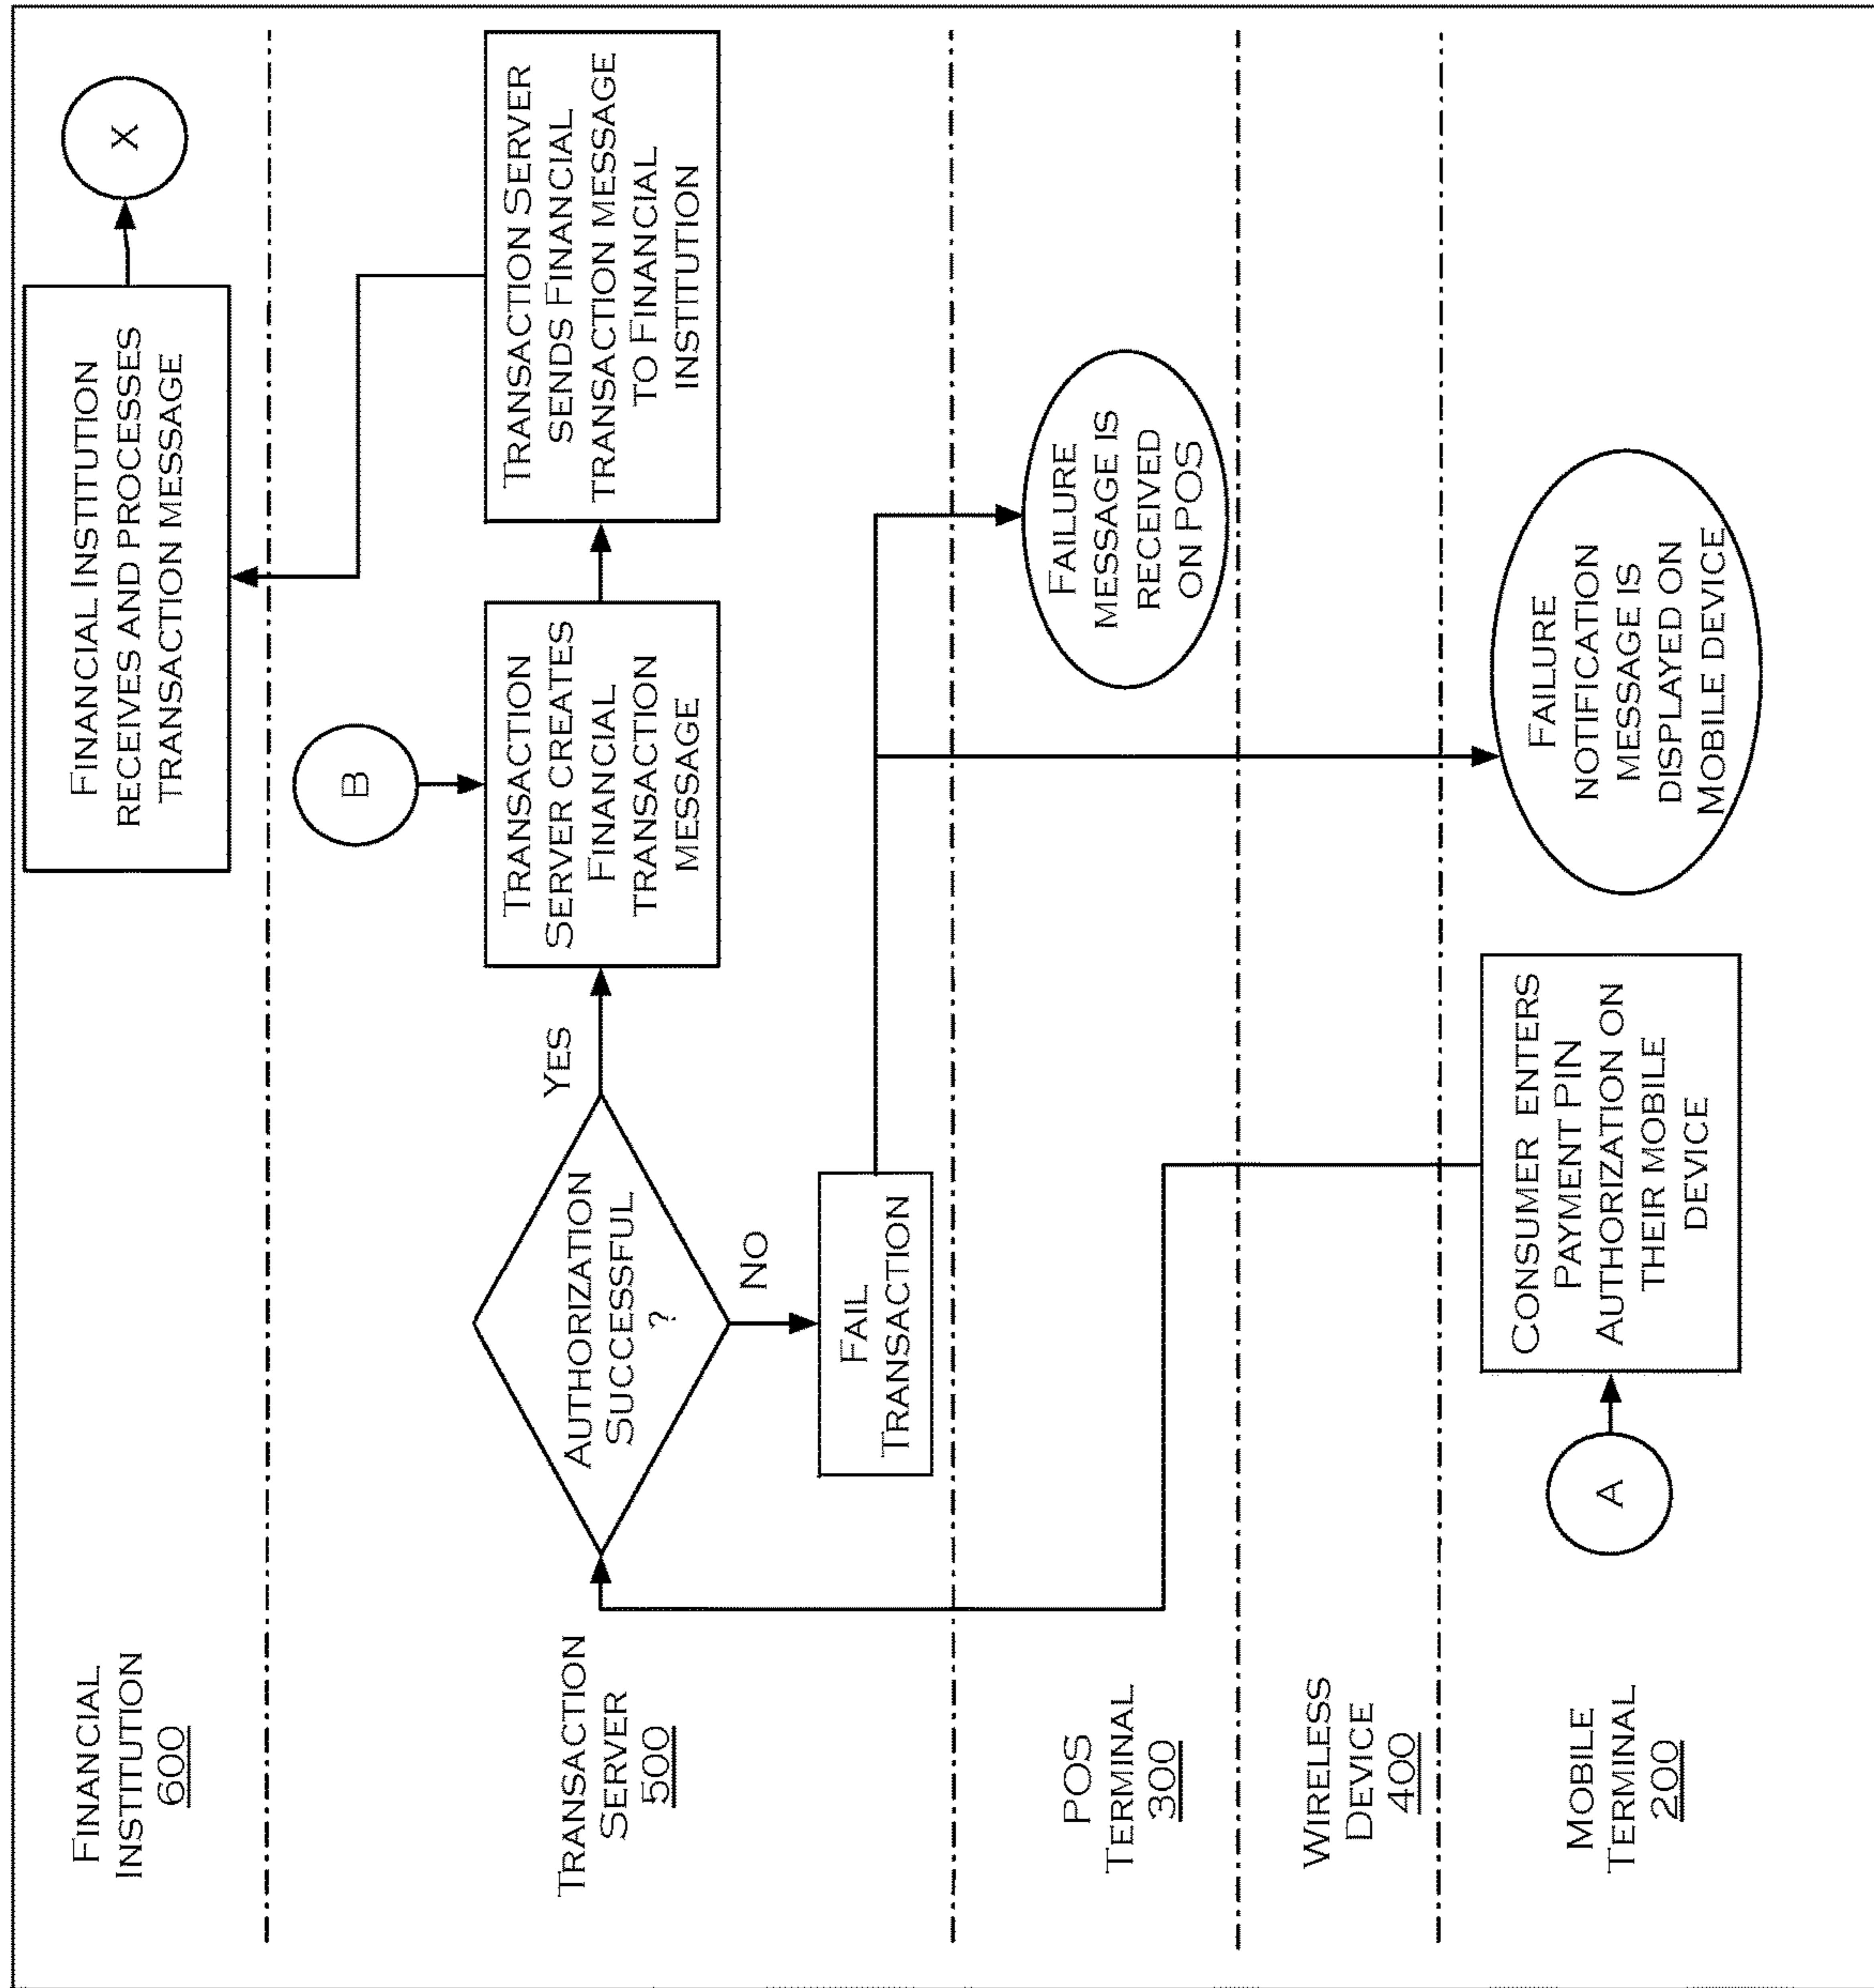 FINANCIAL
INSTITUTION
600
FINANCIAL INSTITUTION
RECEIVES AND PROCESSES
TRANSACTION MESSAGE
X
TRANSACTION
SERVER
500
AUTHORIZATION
SUCCESSFUL
?
YES
NO
B
TRANSACTION
SERVER CREATES
FINANCIAL
TRANSACTION
MESSAGE
TRANSACTION SERVER
SENDS FINANCIAL
TRANSACTION MESSAGE
TO FINANCIAL
INSTITUTION
FAIL
TRANSACTION
POS
TERMINAL
300
FAILURE
MESSAGE IS
RECEIVED
ON POS
WIRELESS
DEVICE
400
MOBILE
TERMINAL
200
A
CONSUMER ENTERS
PAYMENT PIN
AUTHORIZATION ON
THEIR MOBILE
DEVICE
FAILURE
NOTIFICATION
MESSAGE IS
DISPLAYED ON
MOBILE DEVICE